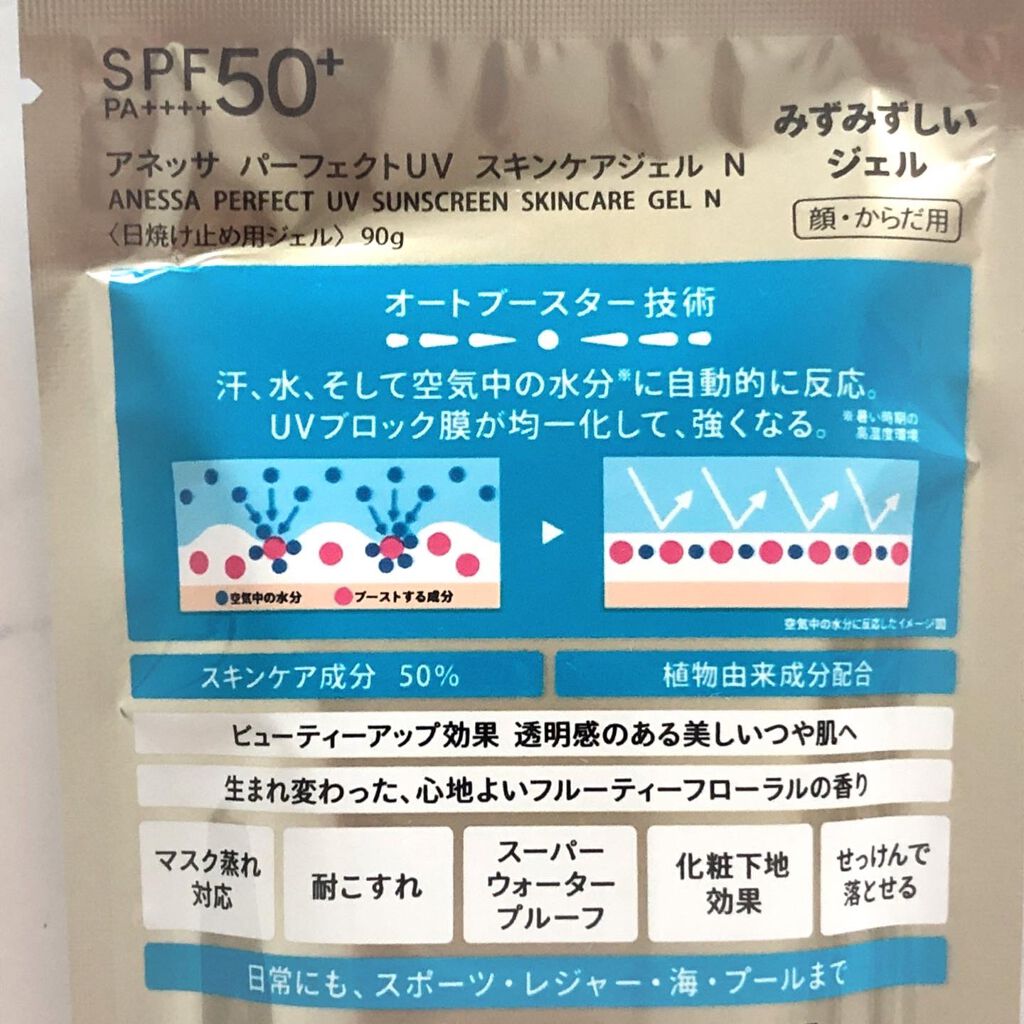 SPF50+
PA++++
みずみずしい
ジェル
アネッサ パーフェクトUV スキンケアジェル N
ANESSA PERFECT UV SUNSCREEN SKINCARE GEL N
〈日焼け止め用ジェル〉 90g
顔・からだ用
オートブースター技術
汗、水、そして空気中の水分※に自動的に反応。
UVブロック膜が均一化して、強くなる。
※暑い時期の
高湿度環境
空気中の水分 ブーストする成分
空気中の水分に反応したイメージ図
スキンケア成分 50%
植物由来成分配合
ビューティーアップ効果 透明感のある美しいつや肌へ
生まれ変わった、心地よいフルーティーフローラルの香り
マスク蒸れ
対応
耐こすれ
スーパー
ウォーター
プルーフ
化粧下地
効果
せっけんで
落とせる
日常にも、スポーツ・レジャー・海・プールまで